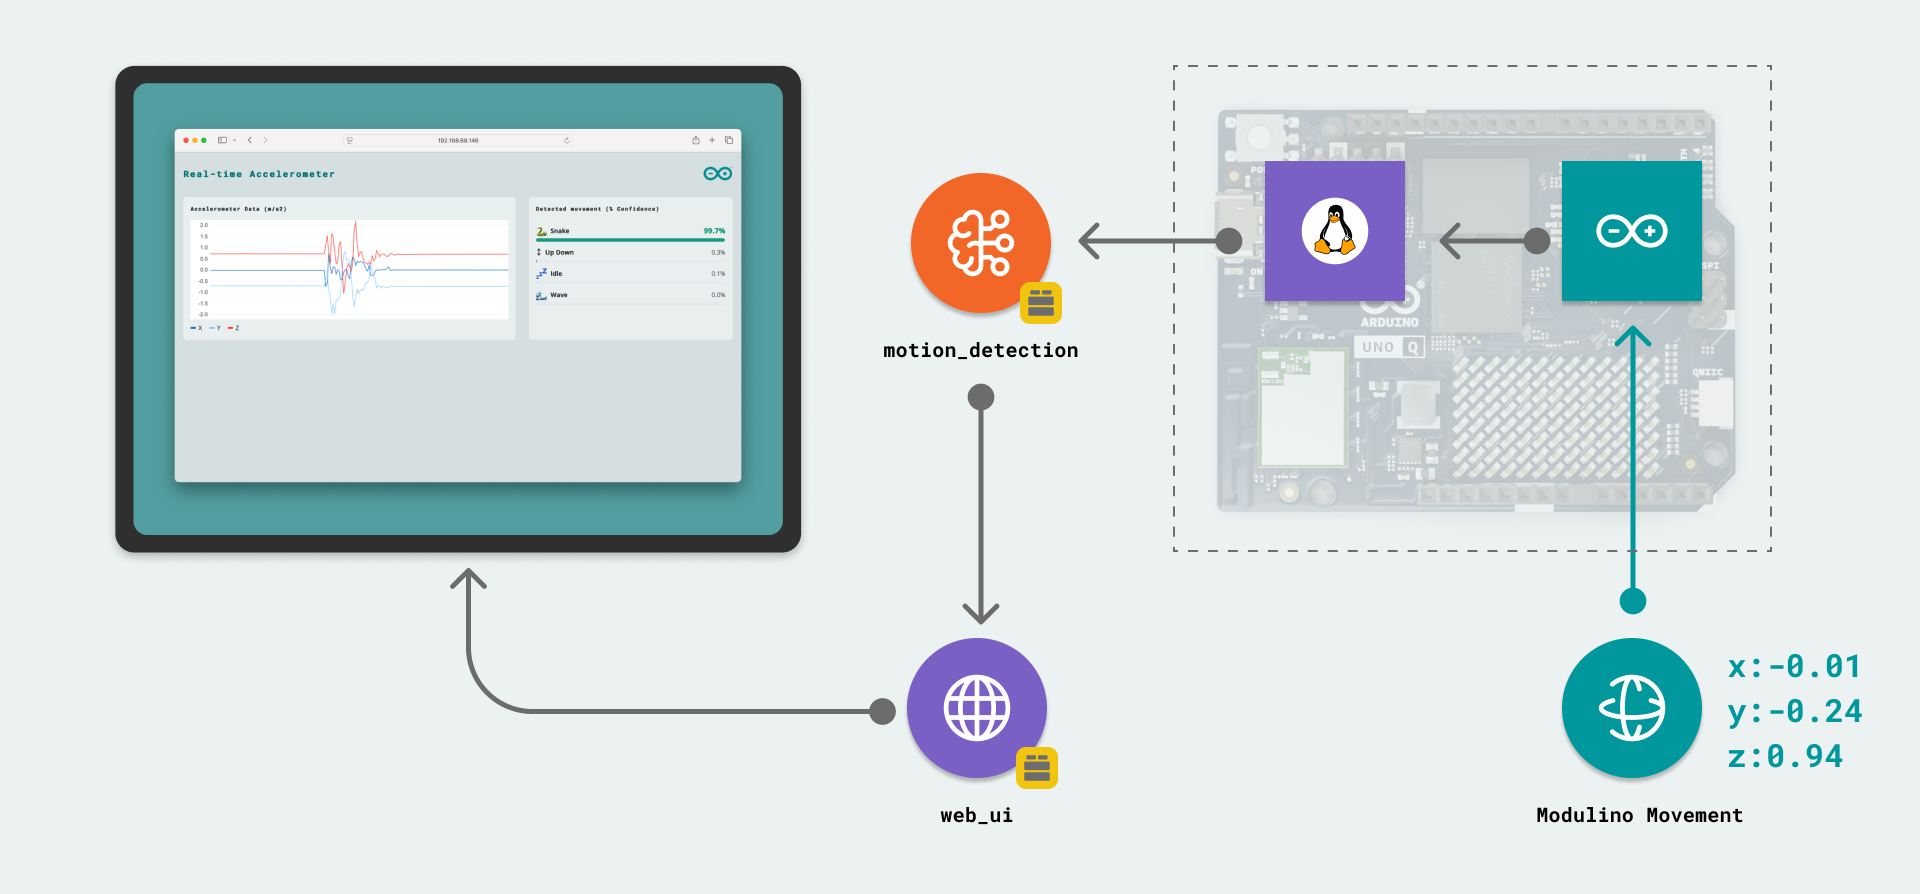 192.168.68.146
Real-time Accelerometer
Accelerometer Data (m/s2)
2.0
1.5
1.0
0.5
0.0
-0.5
-1.0
-1.5
-2.0
X Y Z
Detected movement (% Confidence)
Snake 99.7%
Up Down 0.3%
Idle 0.1%
Wave 0.0%
motion_detection
web_ui
ON
SPI
®
ARDUINO
UNO Q
QWIIC
x:-0.01
y:-0.24
z:0.94
Modulino Movement